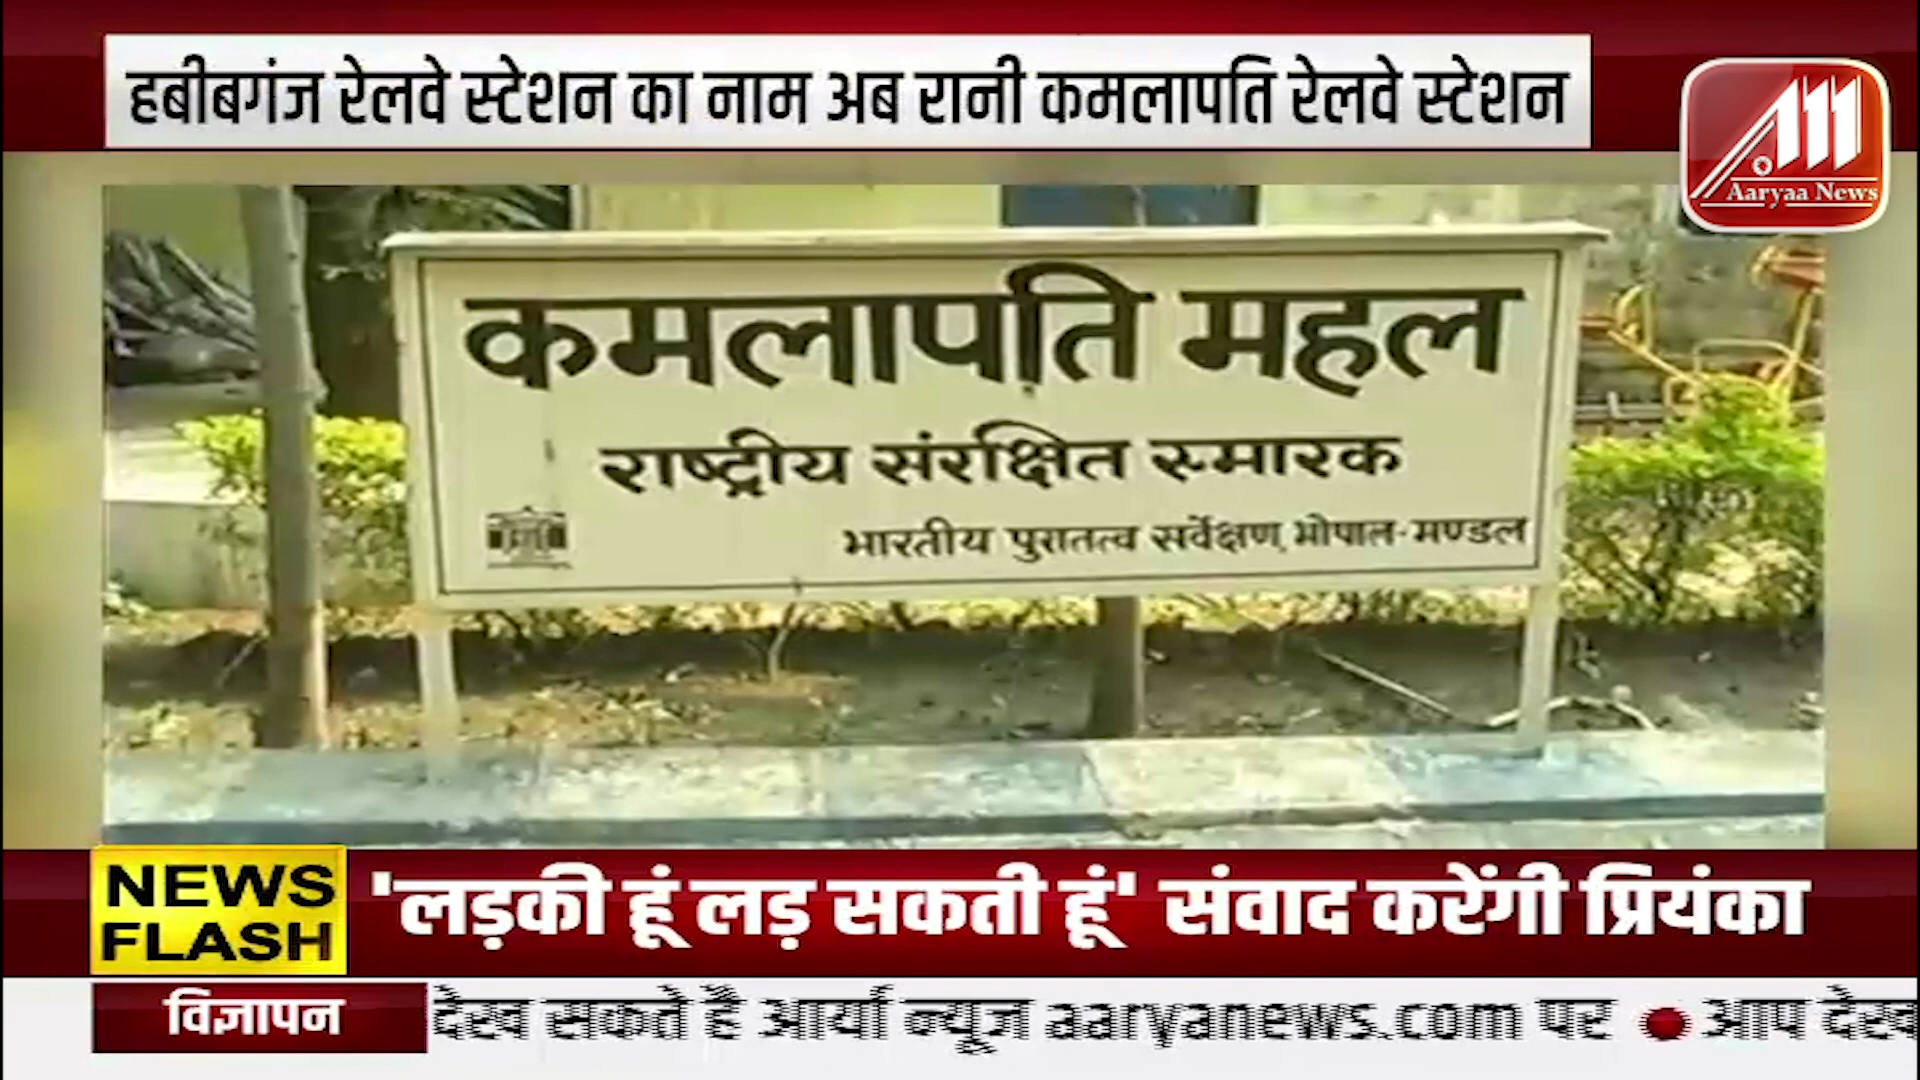 हबीबगंज रेलवे स्टेशन का नाम अब रानी कमलापति रेलवे स्टेशन
A111
Aaryaa News
कमलापति महल
राष्ट्रीय संरक्षित स्मारक
भारतीय पुरातत्व सर्वेक्षण, भोपाल-मण्डल
NEWS FLASH
'लड़की हूं लड़ सकती हूं' संवाद करेंगी प्रियंका
विज्ञापन
देख सकते है आर्या न्यूज aaryanews.com पर ● आप देख